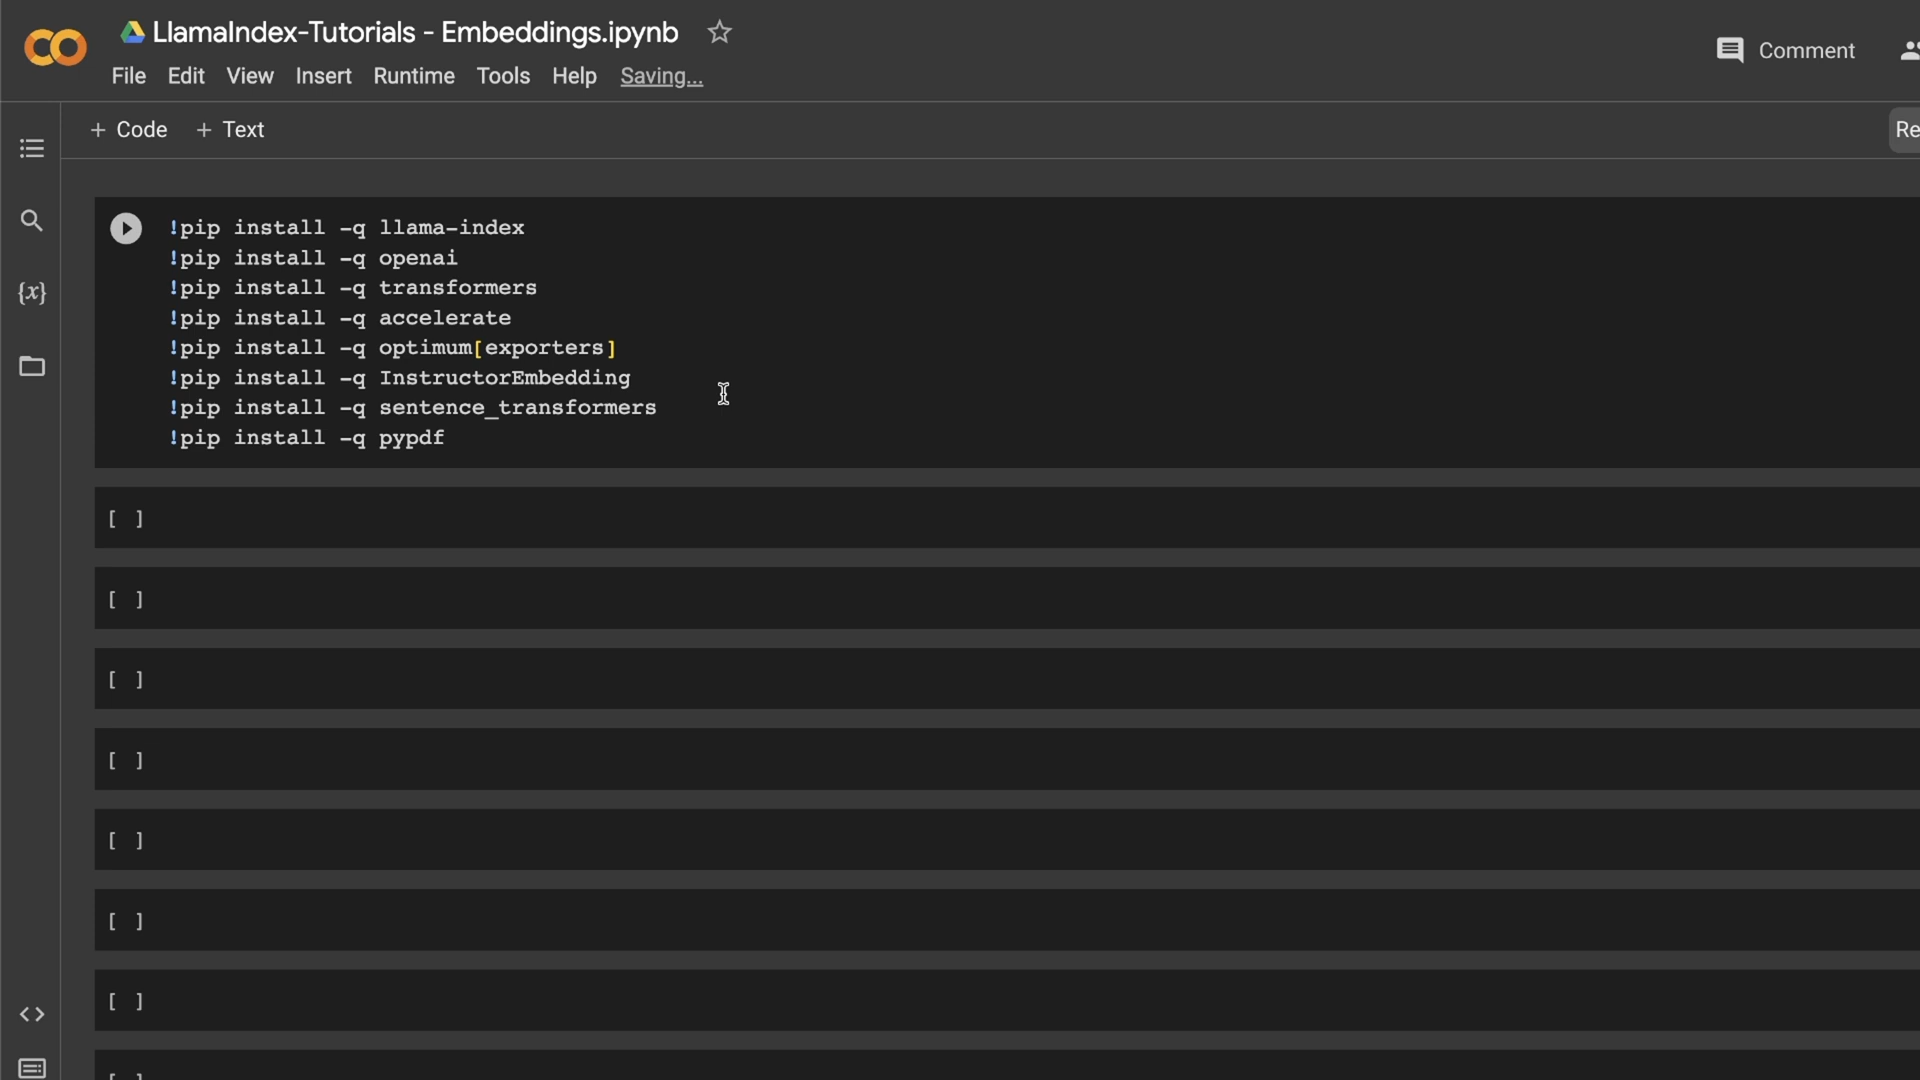 LlamaIndex-Tutorials - Embeddings.ipynb
File Edit View Insert Runtime Tools Help Saving...
Comment
+ Code + Text
Re
{x}
!pip install -q llama-index
!pip install -q openai
!pip install -q transformers
!pip install -q accelerate
!pip install -q optimum[exporters]
!pip install -q InstructorEmbedding
!pip install -q sentence_transformers
!pip install -q pypdf
[ ]
[ ]
[ ]
[ ]
[ ]
[ ]
[ ]
[ ]